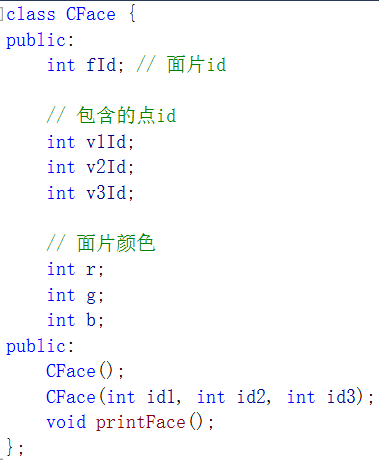 class CFace {
public:
    int fId; // 面片id

    // 包含的点id
    int v1Id;
    int v2Id;
    int v3Id;

    // 面片颜色
    int r;
    int g;
    int b;
public:
    CFace();
    CFace(int id1, int id2, int id3);
    void printFace();
};